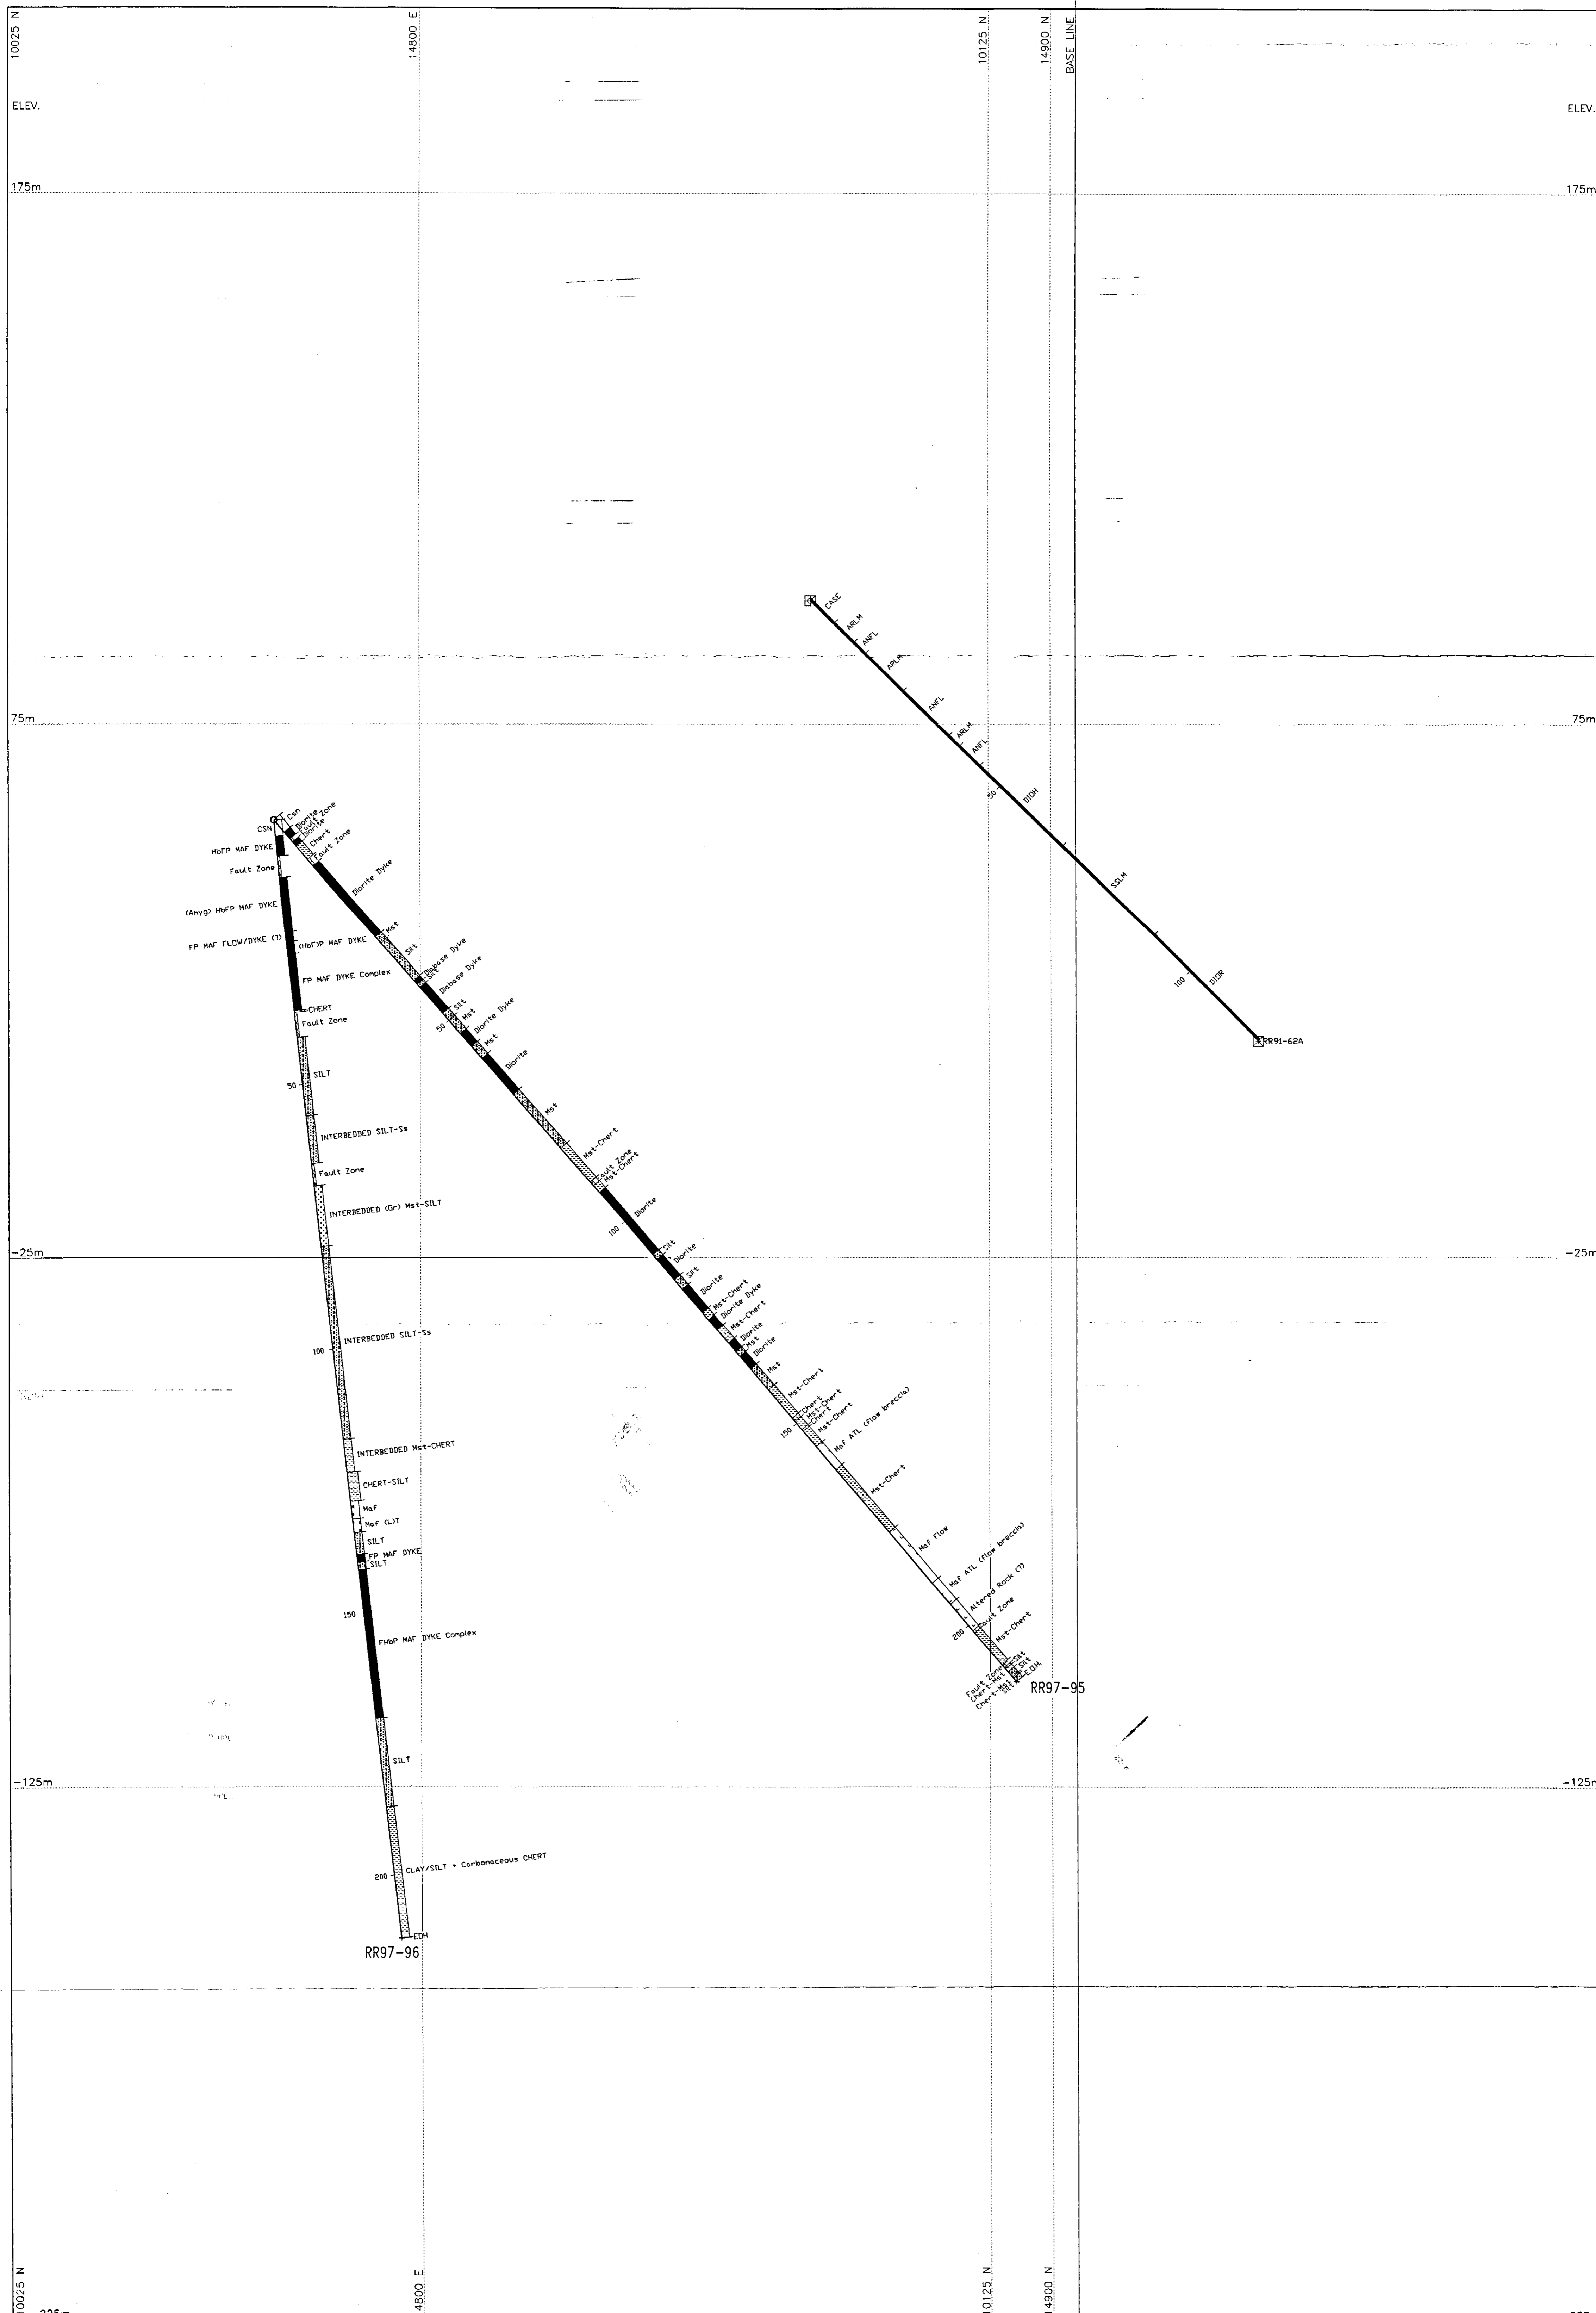 10025 N
14800 E
10125 N
14900 N
BASE LINE
ELEV.
ELEV.
175m
175m
CASE
ARLM
ANFL
ARLM
ANFL
ARLM
ANFL
50
DIOH
SSLM
100
DIOR
RR91-62A
75m
75m
Csn
Diorite
Fault Zone
Diorite
Chert
Fault Zone
Diorite Dyke
Mst
Silt
Diabase Dyke
Silt
Diabase Dyke
Silt
50
Mst
Diorite Dyke
Mst
Diorite
Mst
Mst-Chert
Fault Zone
Mst-Chert
Diorite
100
Silt
Diorite
Silt
Diorite
Mst-Chert
Diorite Dyke
Mst-Chert
Diorite
Mst
Diorite
Mst
Mst-Chert
Chert
Mst-Chert
Chert
150
Mst-Chert
Maf ATL (flow breccia)
Mst-Chert
Maf Flow
Maf ATL (flow breccia)
Altered Rock (?)
200
Fault Zone
Mst-Chert
Silt
Silt
E.O.H.
Fault Zone
Chert-Mst
Chert-Mst
Silt
RR97-95
CSN
HbFP MAF DYKE
Fault Zone
(Amyg) HbFP MAF DYKE
FP MAF FLOW/DYKE (?)
(HbF)P MAF DYKE
FP MAF DYKE Complex
CHERT
Fault Zone
SILT
50
INTERBEDDED SILT-Ss
Fault Zone
INTERBEDDED (Gr) Mst-SILT
-25m
-25m
INTERBEDDED SILT-Ss
100
INTERBEDDED Mst-CHERT
CHERT-SILT
Maf
Maf (L)T
SILT
FP MAF DYKE
SILT
150
FHbP MAF DYKE Complex
SILT
-125m
-125m
CLAY/SILT + Carbonaceous CHERT
200
EOH
RR97-96
10025 N
4800 E
10125 N
14900 N